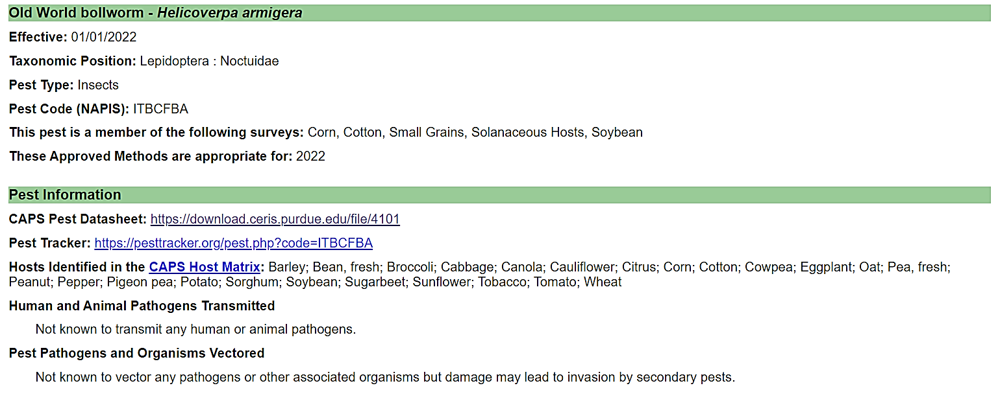 Old World bollworm - Helicoverpa armigera
Effective: 01/01/2022
Taxonomic Position: Lepidoptera : Noctuidae
Pest Type: Insects
Pest Code (NAPIS): ITBCFBA
This pest is a member of the following surveys: Corn, Cotton, Small Grains, Solanaceous Hosts, Soybean
These Approved Methods are appropriate for: 2022
Pest Information
CAPS Pest Datasheet: https://download.ceris.purdue.edu/file/4101
Pest Tracker: https://pesttracker.org/pest.php?code=ITBCFBA
Hosts Identified in the CAPS Host Matrix: Barley; Bean, fresh; Broccoli; Cabbage; Canola; Cauliflower; Citrus; Corn; Cotton; Cowpea; Eggplant; Oat; Pea, fresh;
Peanut; Pepper; Pigeon pea; Potato; Sorghum; Soybean; Sugarbeet; Sunflower; Tobacco; Tomato; Wheat
Human and Animal Pathogens Transmitted
Not known to transmit any human or animal pathogens.
Pest Pathogens and Organisms Vectored
Not known to vector any pathogens or other associated organisms but damage may lead to invasion by secondary pests.